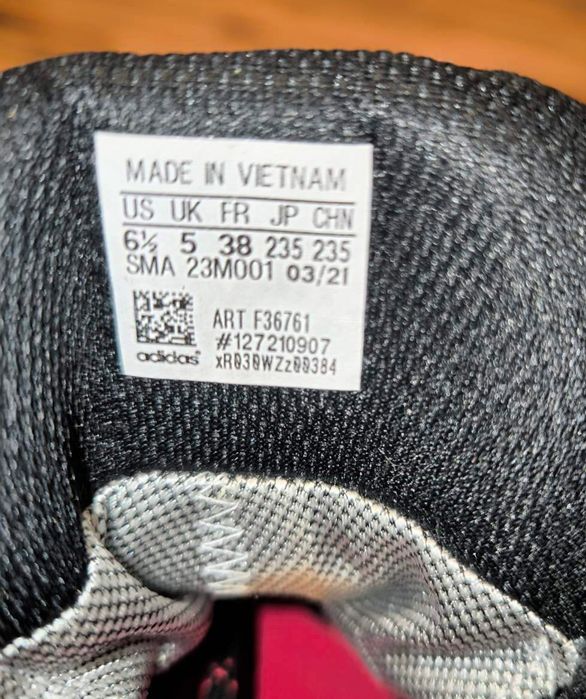 MADE IN VIETNAM
US UK FR JP CHN
6½ 5 38 235 235
SMA 23M001 03/21
ART F36761
#127210907
xR030WZz00384
adidas